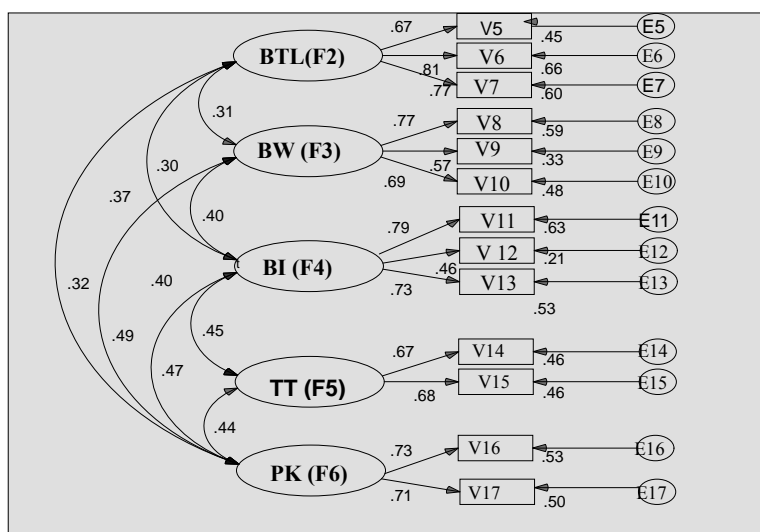 .67
V5
.45
E5
BTL(F2)
V6
.66
E6
.81
.77
V7
.60
E7
.31
.77
V8
.59
E8
BW (F3)
V9
.33
E9
.57
.69
V10
.48
E10
.30
.37
.40
.79
V11
.63
E11
V 12
.21
E12
BI (F4)
.46
.73
V13
E13
.53
.32
.40
.45
.49
.47
.67
V14
.46
E14
TT (F5)
.68
V15
.46
E15
.44
.73
V16
.53
E16
PK (F6)
.71
V17
.50
E17